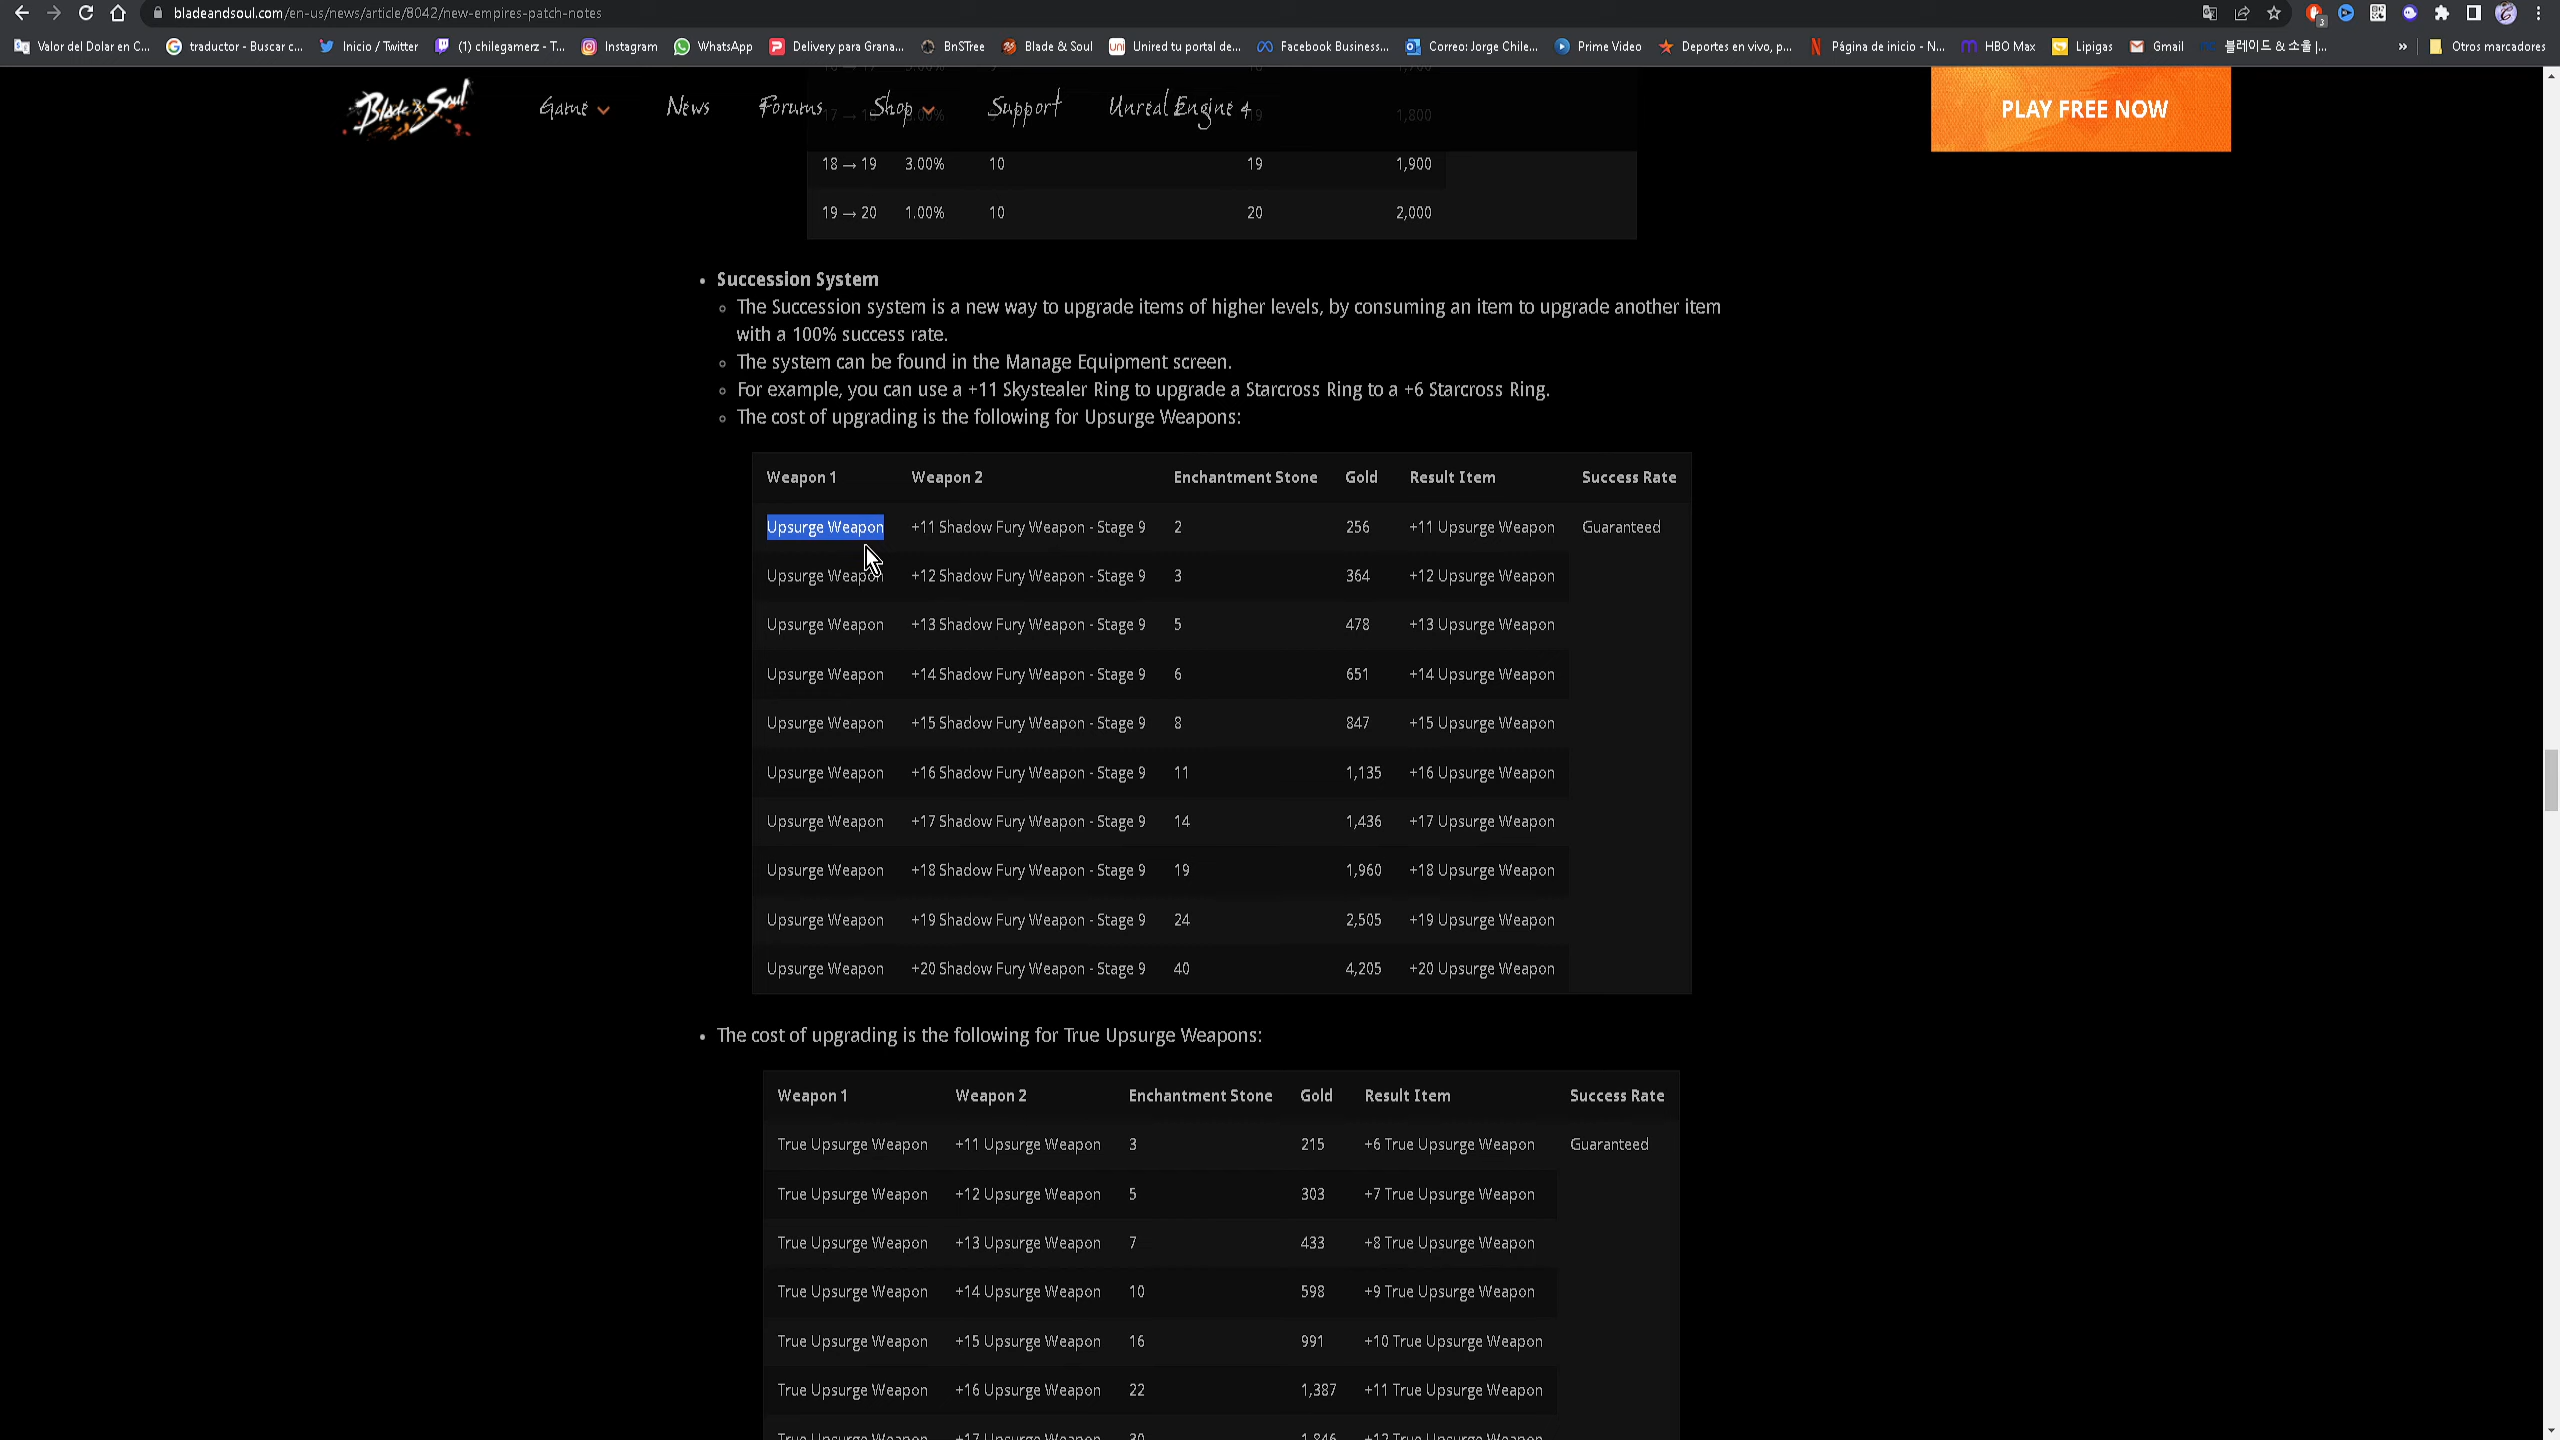 bladeandsoul.com/en-us/news/article/8042/new-empires-patch-notes
3
Valor del Dolar en C... traductor - Buscar c... Inicio / Twitter (1) chilegamerz - T... Instagram WhatsApp Delivery para Grana... BnSTree Blade & Soul Unired tu portal de... Facebook Business... Correo: Jorge Chile... Prime Video Deportes en vivo, p... Página de inicio - N... HBO Max Lipigas Gmail 블레이드 & 소울 |... » Otros marcadores
Blade & Soul Game News Forums Shop Support Unreal Engine 4 PLAY FREE NOW
18 → 19 3.00% 10 19 1,900
19 → 20 1.00% 10 20 2,000
• Succession System
The Succession system is a new way to upgrade items of higher levels, by consuming an item to upgrade another item
with a 100% success rate.
The system can be found in the Manage Equipment screen.
For example, you can use a +11 Skystealer Ring to upgrade a Starcross Ring to a +6 Starcross Ring.
The cost of upgrading is the following for Upsurge Weapons:
Weapon 1 Weapon 2 Enchantment Stone Gold Result Item Success Rate
Upsurge Weapon +11 Shadow Fury Weapon - Stage 9 2 256 +11 Upsurge Weapon Guaranteed
Upsurge Weapon +12 Shadow Fury Weapon - Stage 9 3 364 +12 Upsurge Weapon
Upsurge Weapon +13 Shadow Fury Weapon - Stage 9 5 478 +13 Upsurge Weapon
Upsurge Weapon +14 Shadow Fury Weapon - Stage 9 6 651 +14 Upsurge Weapon
Upsurge Weapon +15 Shadow Fury Weapon - Stage 9 8 847 +15 Upsurge Weapon
Upsurge Weapon +16 Shadow Fury Weapon - Stage 9 11 1,135 +16 Upsurge Weapon
Upsurge Weapon +17 Shadow Fury Weapon - Stage 9 14 1,436 +17 Upsurge Weapon
Upsurge Weapon +18 Shadow Fury Weapon - Stage 9 19 1,960 +18 Upsurge Weapon
Upsurge Weapon +19 Shadow Fury Weapon - Stage 9 24 2,505 +19 Upsurge Weapon
Upsurge Weapon +20 Shadow Fury Weapon - Stage 9 40 4,205 +20 Upsurge Weapon
• The cost of upgrading is the following for True Upsurge Weapons:
Weapon 1 Weapon 2 Enchantment Stone Gold Result Item Success Rate
True Upsurge Weapon +11 Upsurge Weapon 3 215 +6 True Upsurge Weapon Guaranteed
True Upsurge Weapon +12 Upsurge Weapon 5 303 +7 True Upsurge Weapon
True Upsurge Weapon +13 Upsurge Weapon 7 433 +8 True Upsurge Weapon
True Upsurge Weapon +14 Upsurge Weapon 10 598 +9 True Upsurge Weapon
True Upsurge Weapon +15 Upsurge Weapon 16 991 +10 True Upsurge Weapon
True Upsurge Weapon +16 Upsurge Weapon 22 1,387 +11 True Upsurge Weapon
True Upsurge Weapon +17 Upsurge Weapon 30 1,846 +12 True Upsurge Weapon